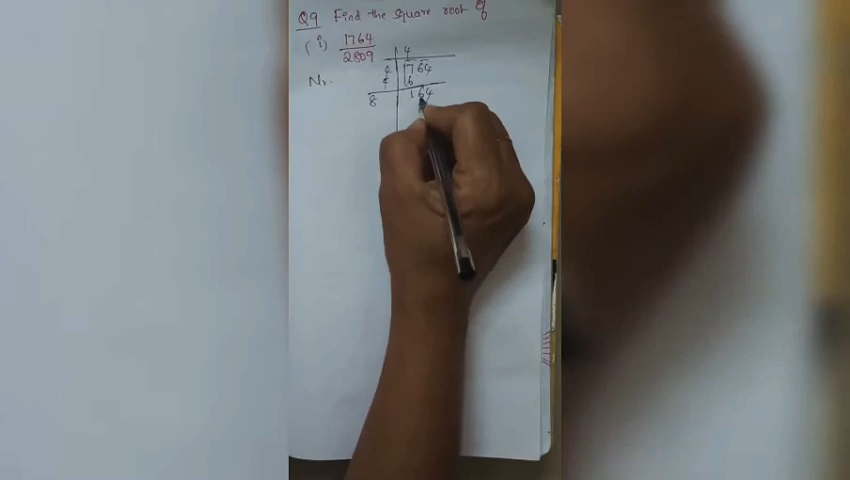 Q9 Find the square root of
(i) 1764
2809
Nr.
4
4 1764
4 16
8 164